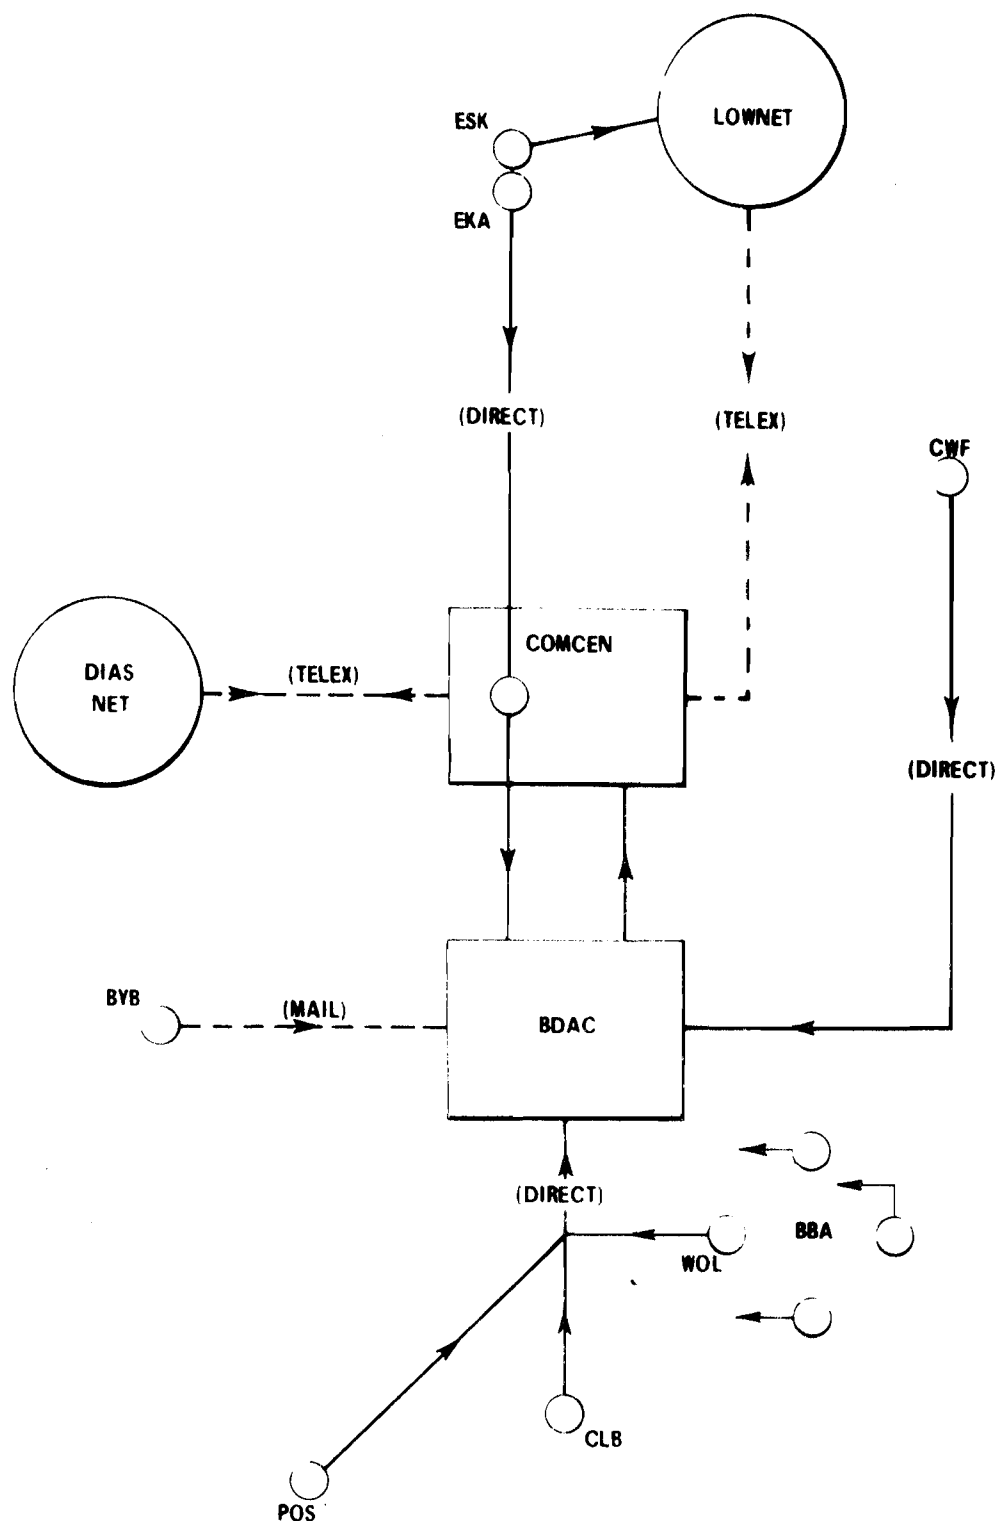 LOWNET
ESK
EKA
(DIRECT)
(TELEX)
CWF
COMCEN
DIAS
NET
(TELEX)
(DIRECT)
BYB
(MAIL)
BDAC
(DIRECT)
WOL
BBA
CLB
POS